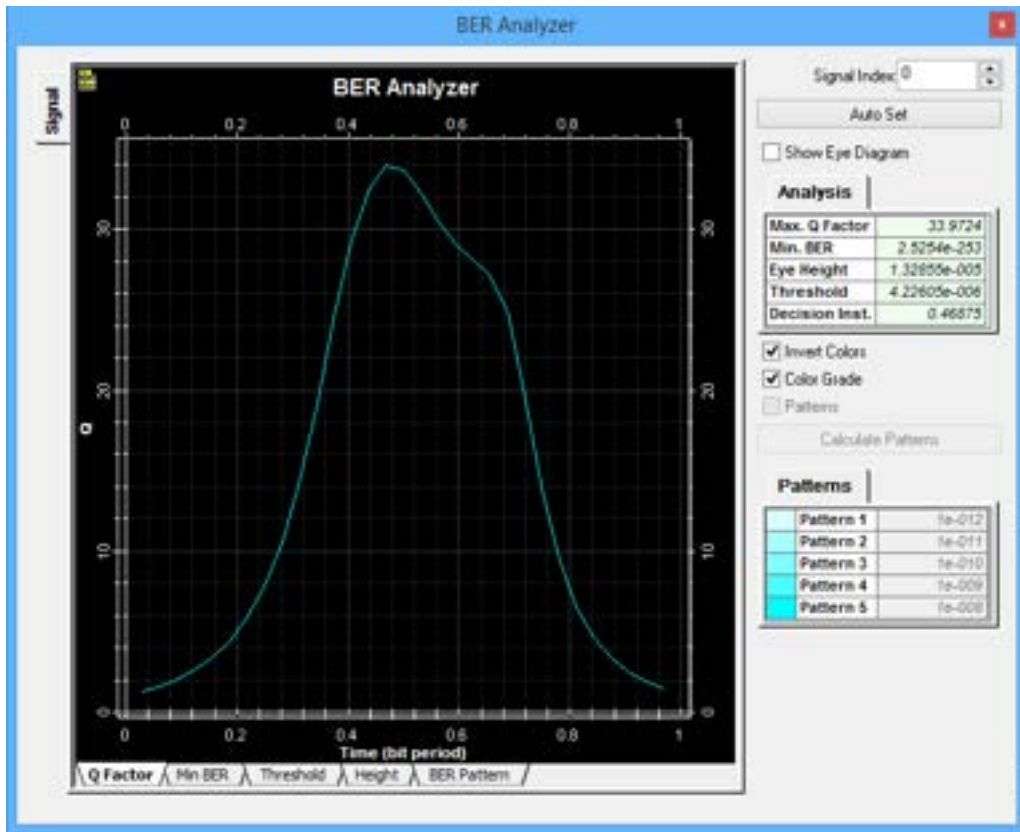 BER Analyzer
x
Signal
BER Analyzer
0 0.2 0.4 0.6 0.8 1
30 30
20 20
Q
10 10
0 0
0 0.2 0.4 0.6 0.8 1
Time (bit period)
Q Factor Min BER Threshold Height BER Pattern
Signal Index: 0
Auto Set
Show Eye Diagram
Analysis
Max. Q Factor 33.9724
Min. BER 2.5254e-253
Eye Height 1.32855e-005
Threshold 4.22605e-006
Decision Inst. 0.46875
Invert Colors
Color Grade
Patterns
Calculate Patterns
Patterns
Pattern 1 1e-012
Pattern 2 1e-011
Pattern 3 1e-010
Pattern 4 1e-009
Pattern 5 1e-008